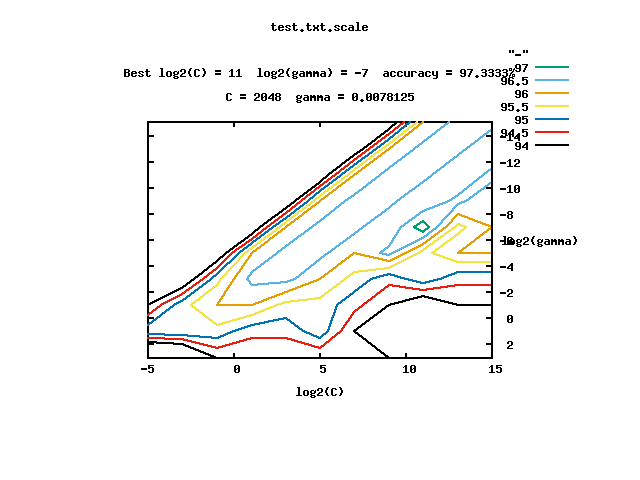 test.txt.scale
"-"
Best log2(C) = 11  log2(gamma) = -7  accuracy = 97.3333%
97
96.5
C = 2048  gamma = 0.0078125
96
95.5
95
94.5
94
-14
-12
-10
-8
-6
log2(gamma)
-4
-2
0
2
-5 0 5 10 15
log2(C)